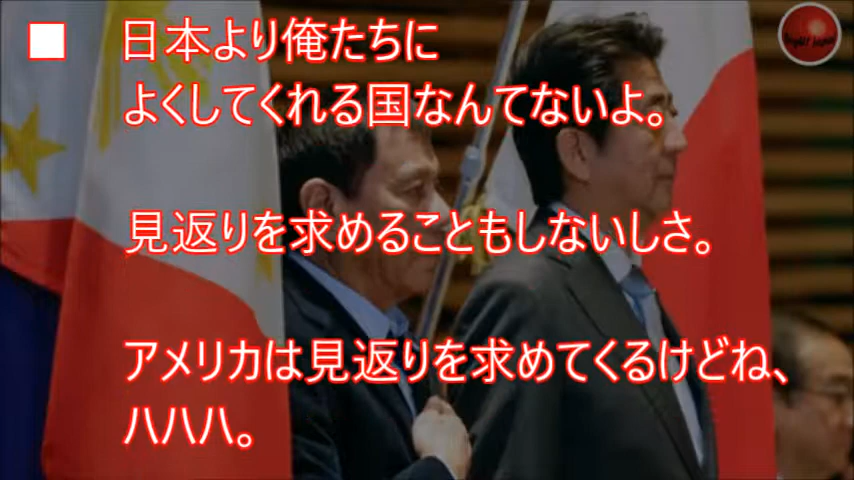 ■ 日本より俺たちに
よくしてくれる国なんてないよ。
見返りを求めることもしないしさ。
アメリカは見返りを求めてくるけどね、
ハハハ。